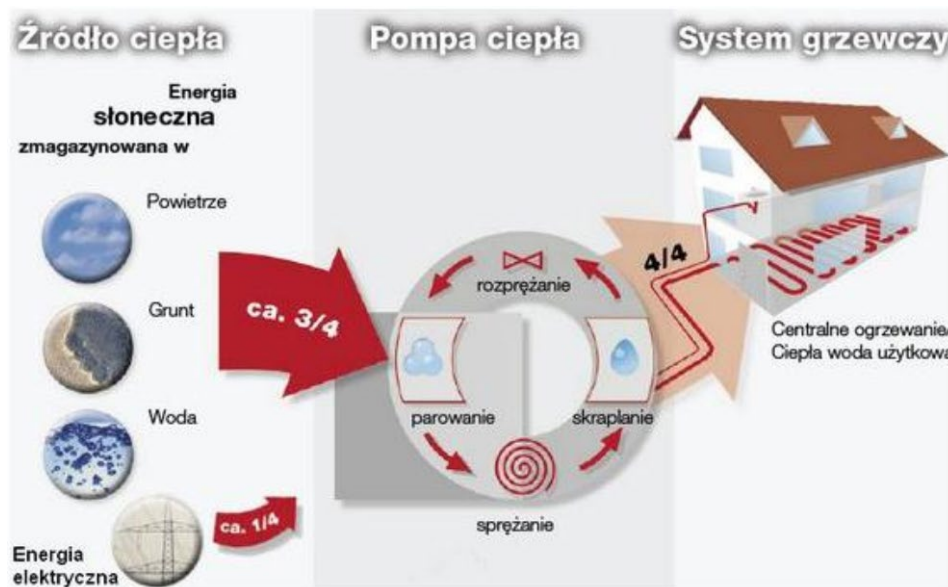 Źródło ciepła
Pompa ciepła
System grzewczy
Energia
słoneczna
zmagazynowana w
Powietrze
Grunt
Woda
Energia
elektryczna
ca. 3/4
ca. 1/4
rozprężanie
parowanie
skraplanie
sprężanie
4/4
Centralne ogrzewanie/
Ciepła woda użytkowa